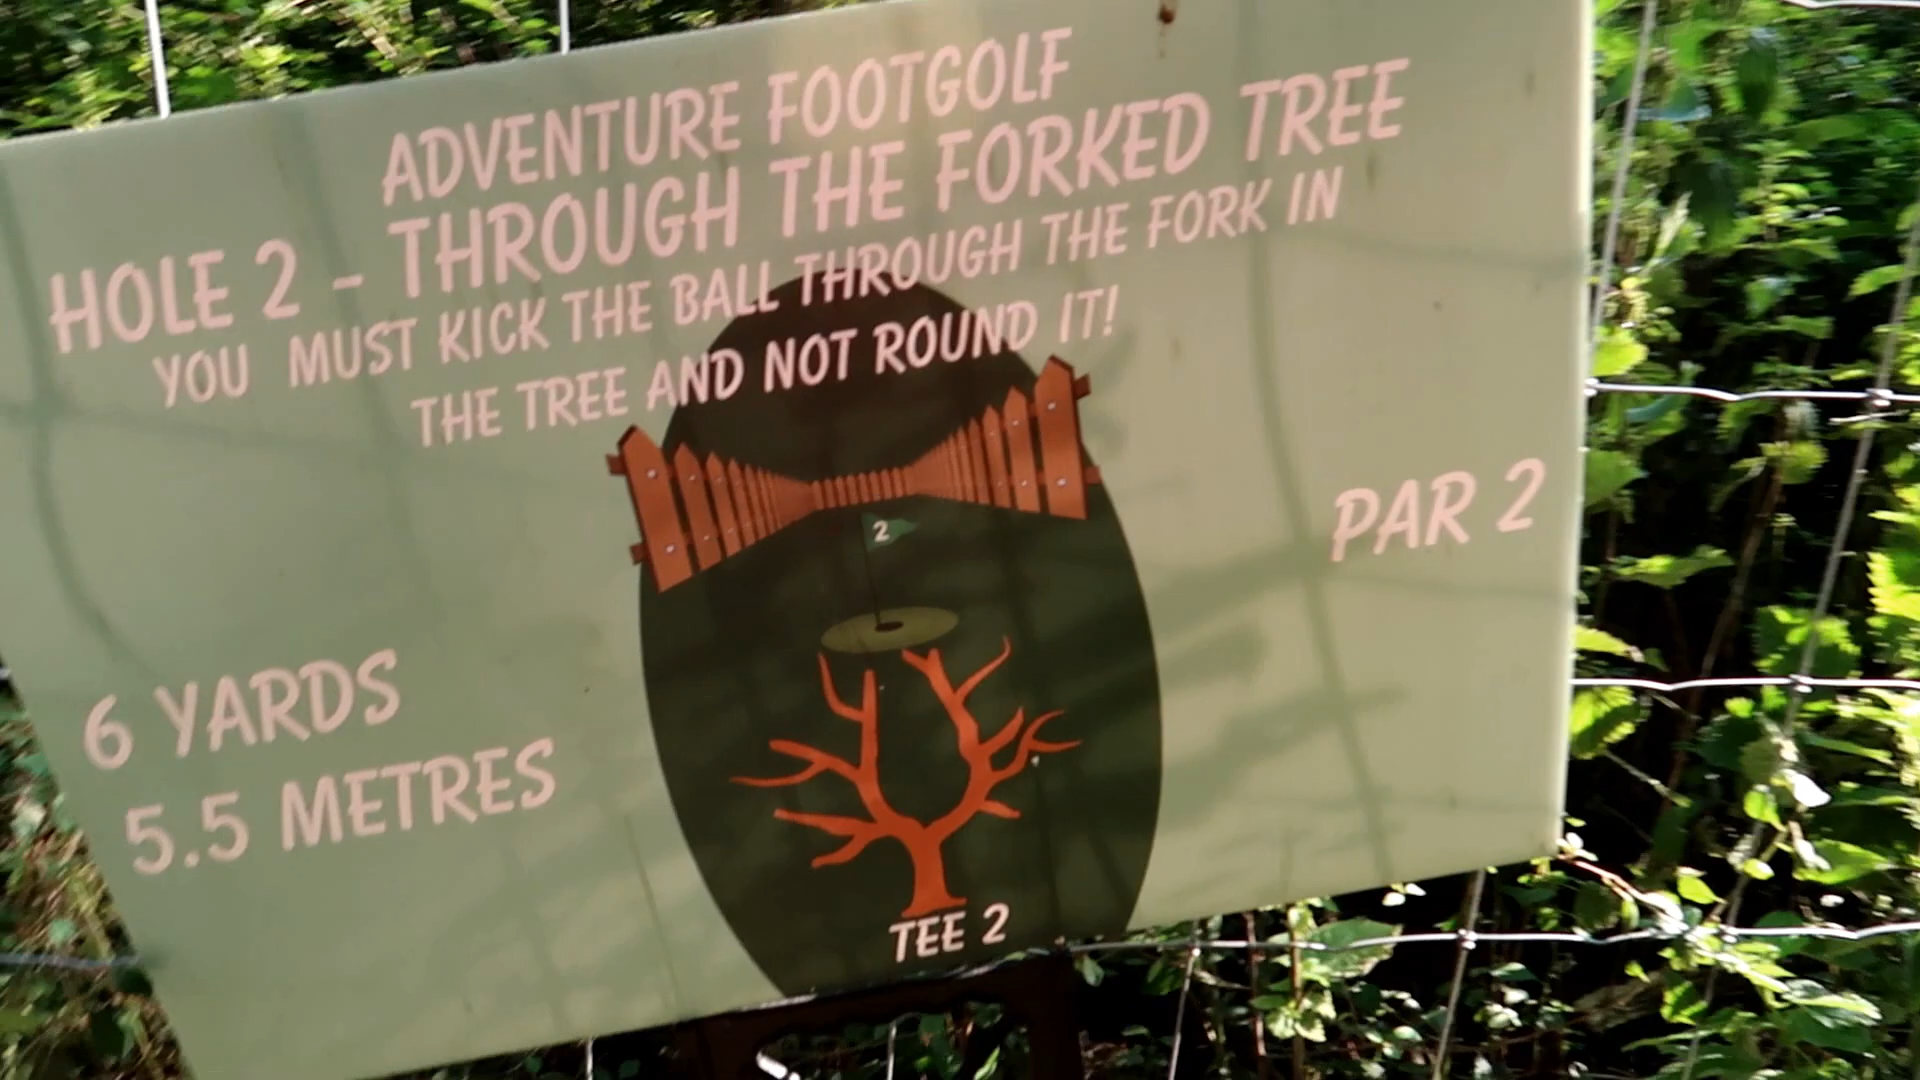 ADVENTURE FOOTGOLF
HOLE 2 - THROUGH THE FORKED TREE
YOU MUST KICK THE BALL THROUGH THE FORK IN
THE TREE AND NOT ROUND IT!
PAR 2
2
6 YARDS
5.5 METRES
TEE 2